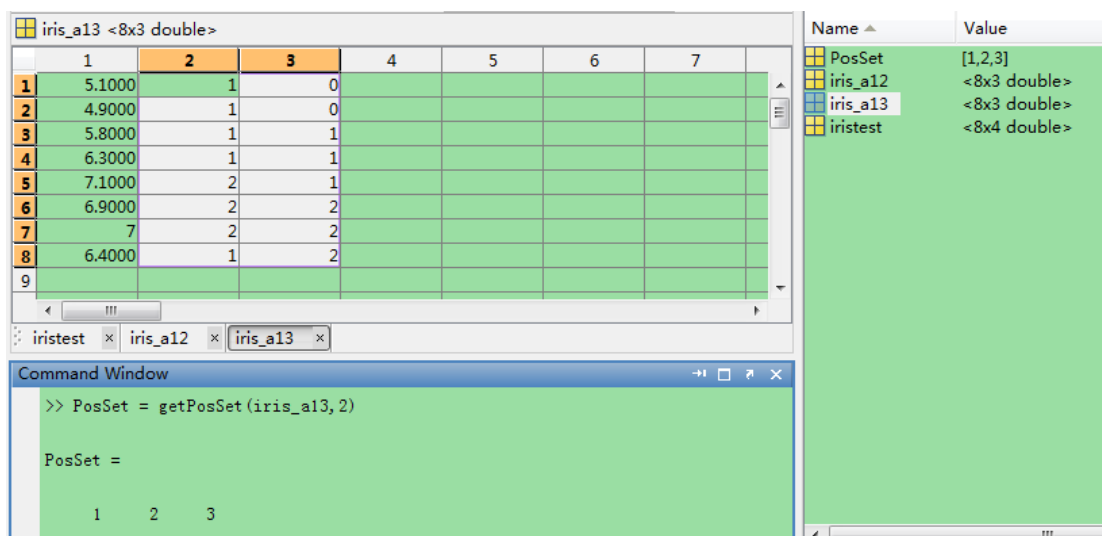 iris_a13 <8x3 double>
1 2 3 4 5 6 7
1 5.1000 1 0
2 4.9000 1 0
3 5.8000 1 1
4 6.3000 1 1
5 7.1000 2 1
6 6.9000 2 2
7 7 2 2
8 6.4000 1 2
9
iristest × iris_a12 × iris_a13 ×
Command Window
>> PosSet = getPosSet(iris_a13,2)
PosSet =
1 2 3
Name Value
PosSet [1,2,3]
iris_a12 <8x3 double>
iris_a13 <8x3 double>
iristest <8x4 double>